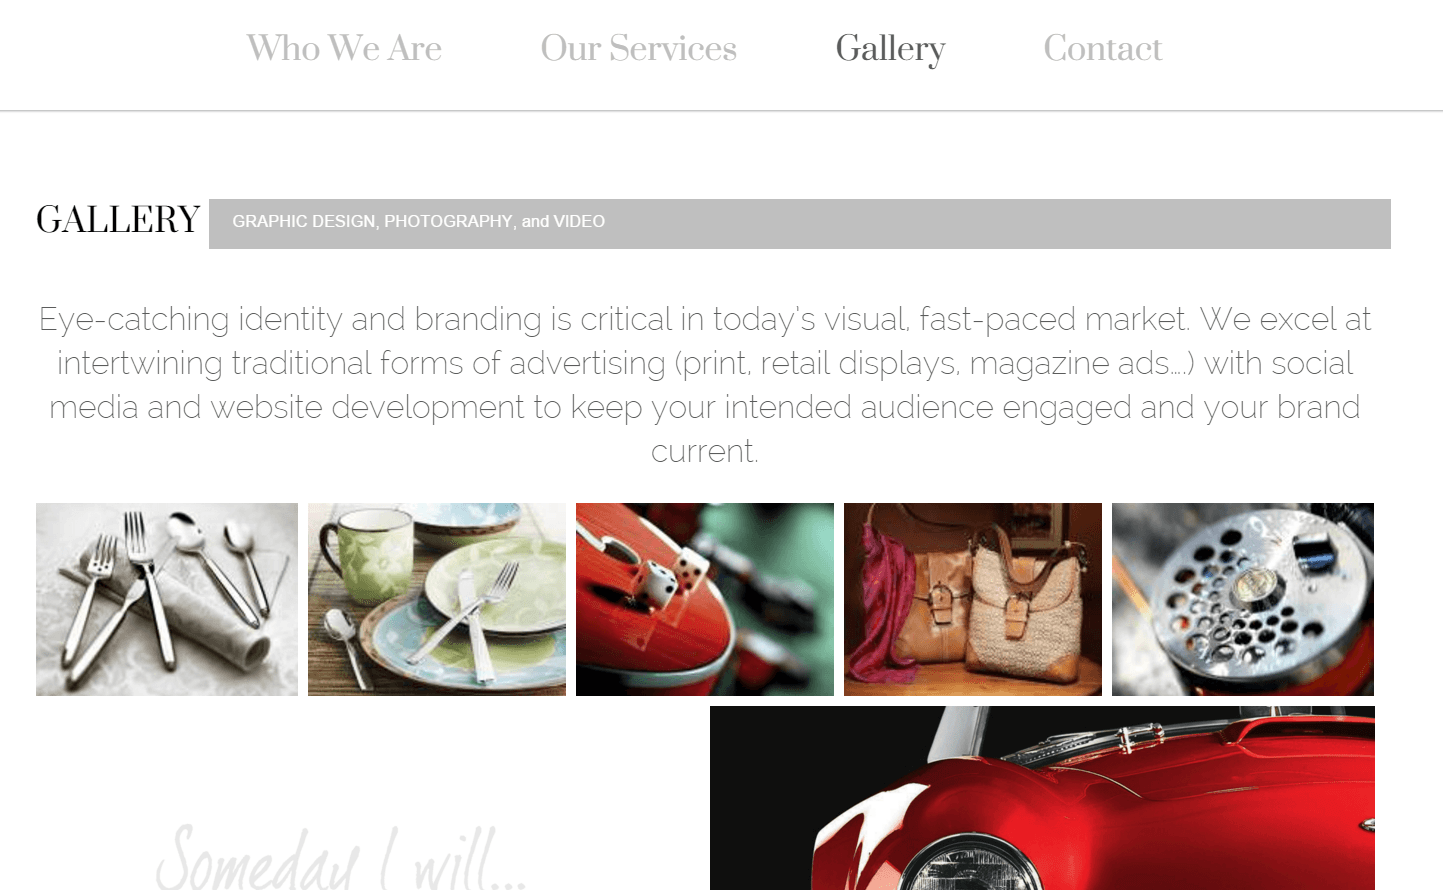 Who We Are Our Services Gallery Contact
GALLERY GRAPHIC DESIGN, PHOTOGRAPHY, and VIDEO
Eye-catching identity and branding is critical in today's visual, fast-paced market. We excel at
intertwining traditional forms of advertising (print, retail displays, magazine ads....) with social
media and website development to keep your intended audience engaged and your brand
current.
Someday I will...